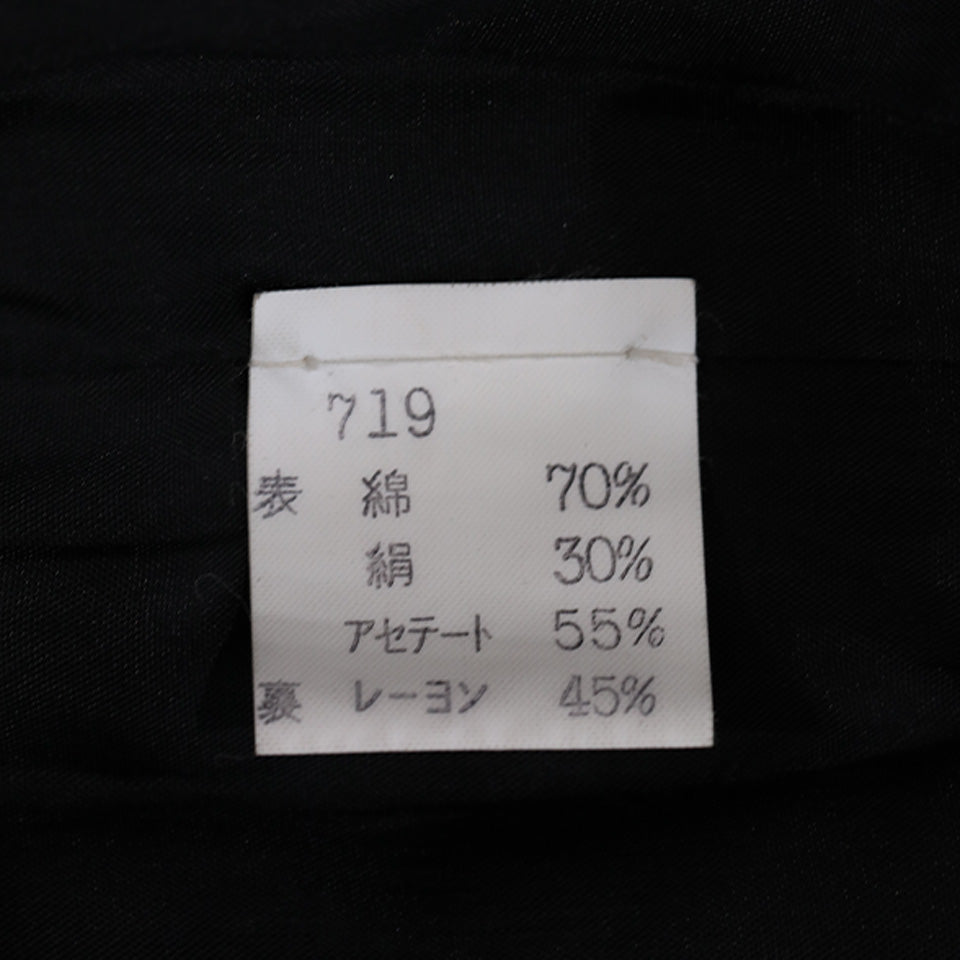 719
表 綿 70%
絹 30%
アセテート 55%
裏 レーヨン 45%